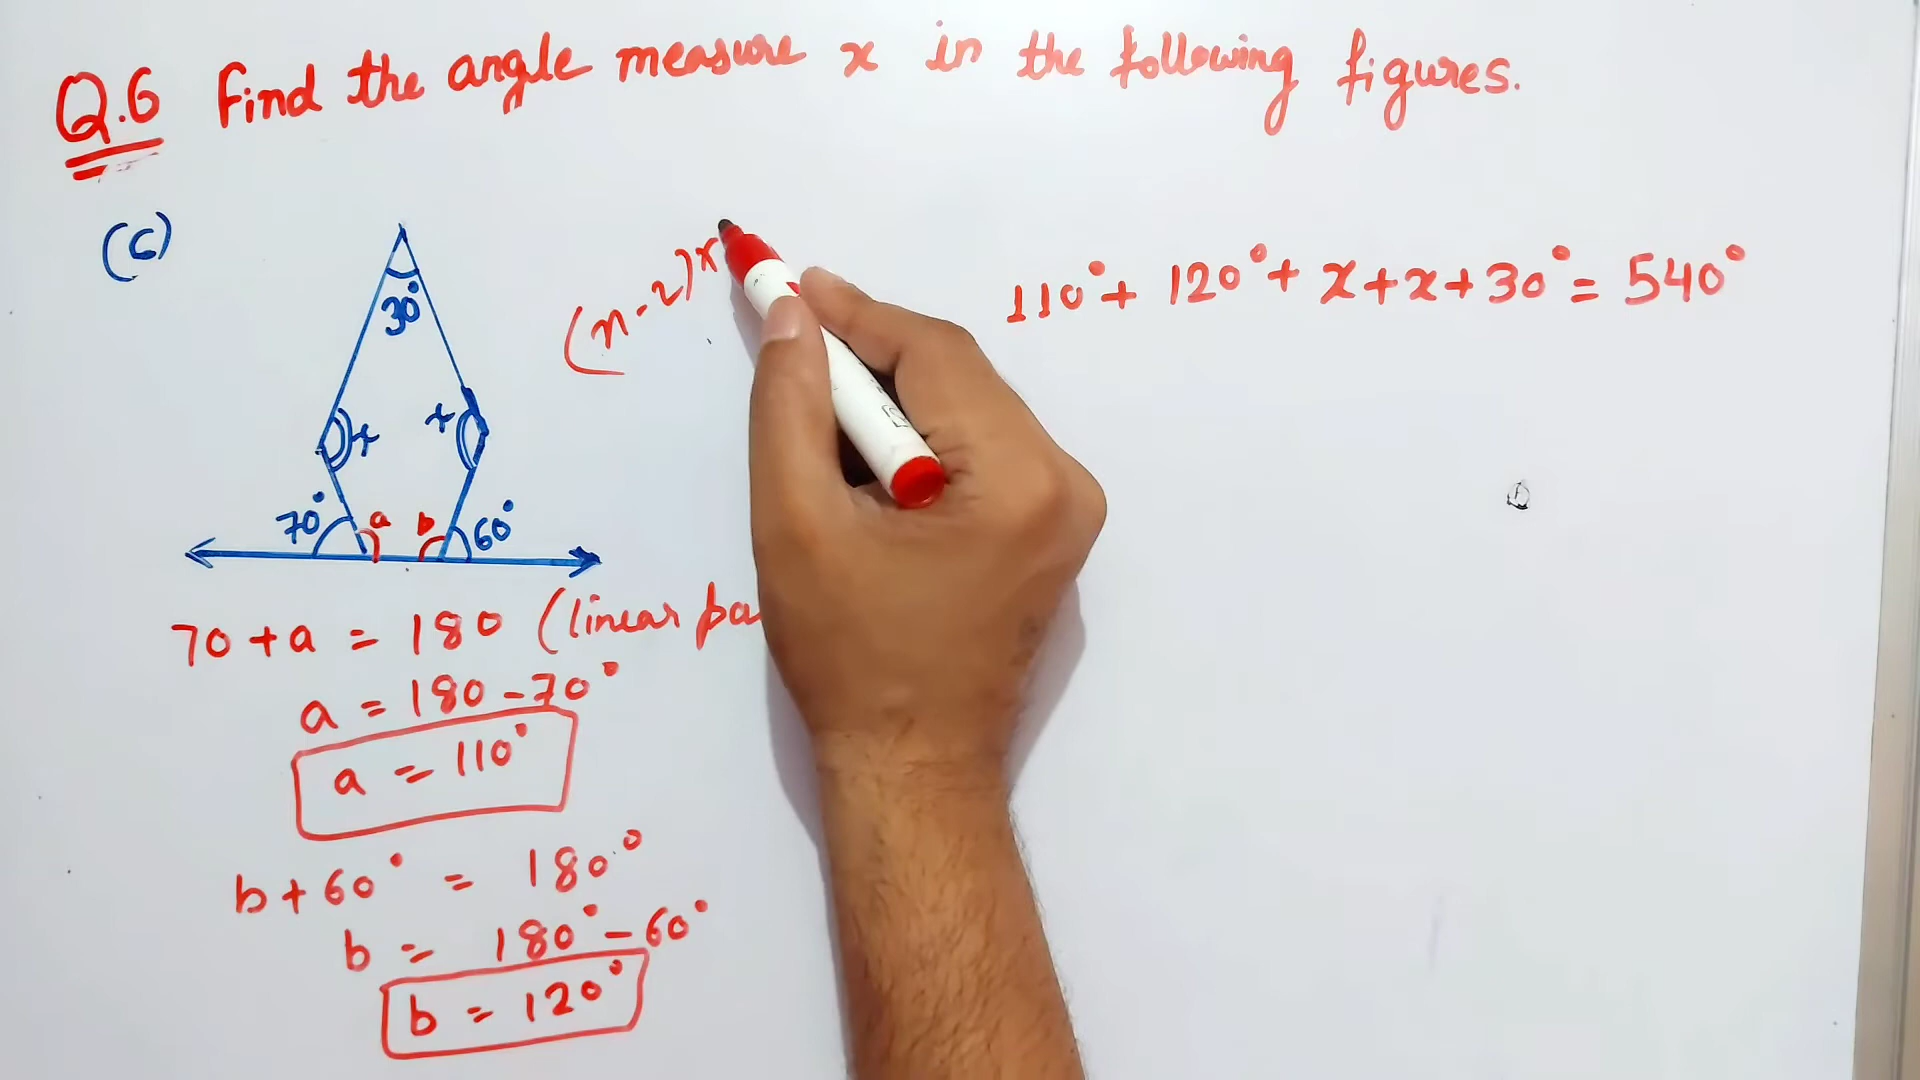 Q.6 Find the angle measure x in the following figures.
(c)
30°
x x
70° a b 60°
70 + a = 180 (linear
a = 180 - 70°
a = 110°
b + 60° = 180°
b = 180° - 60°
b = 120°
(n-2) x
110° + 120° + x + x + 30° = 540°